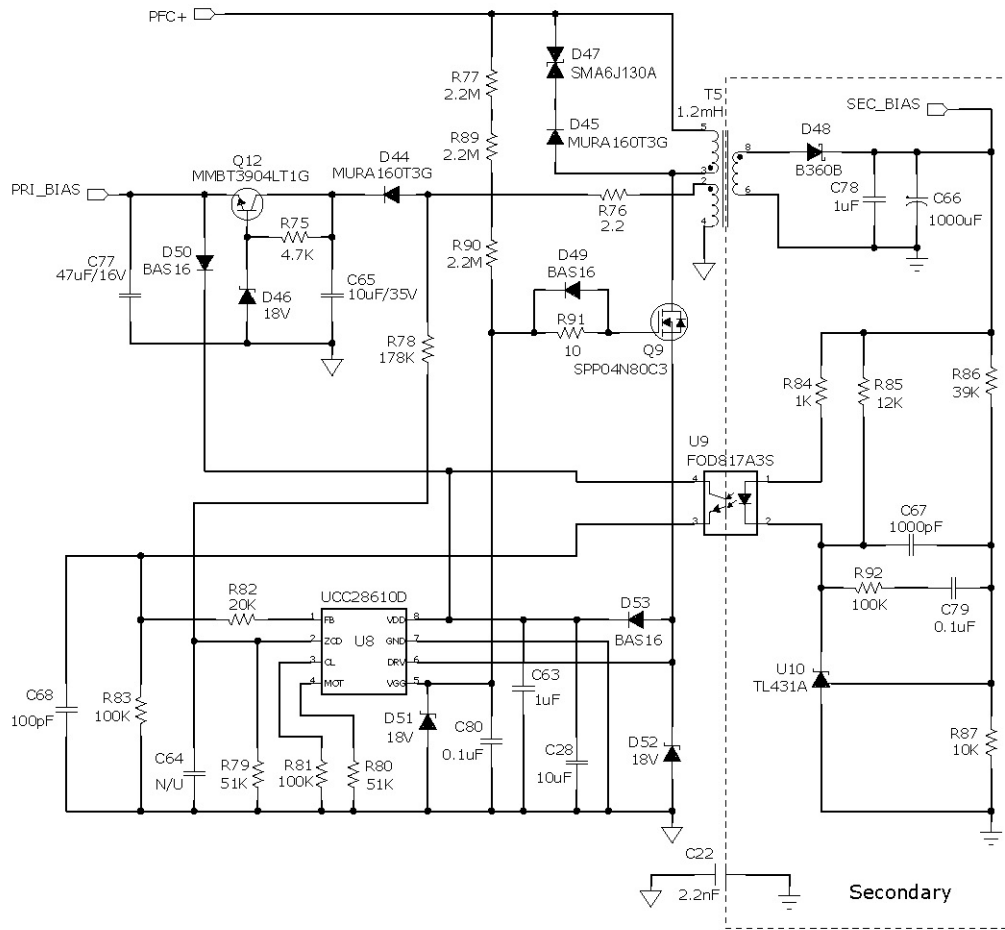 PFC+
D47
SMA6J130A
R77
2.2M
T5
1.2mH
SEC_BIAS
D45
MURA160T3G
R89
2.2M
5
3
2
4
8
6
D48
B360B
Q12
MMBT3904LT1G
D44
MURA160T3G
PRI_BIAS
R76
2.2
C78
1uF
C66
1000uF
R75
4.7K
D50
BAS16
R90
2.2M
C77
47uF/16V
D49
BAS16
D46
18V
C65
10uF/35V
R91
10
Q9
SPP04N80C3
R78
178K
R84
1K
R85
12K
R86
39K
U9
FOD817A3S
4
3
1
2
C67
1000pF
R92
100K
C79
0.1uF
R82
20K
UCC28610D
U8
1
2
3
4
FB
ZCD
CL
MOT
VDD
GND
DRV
VGG
8
7
6
5
D53
BAS16
U10
TL431A
C68
100pF
R83
100K
C63
1uF
D51
18V
C80
0.1uF
R87
10K
D52
18V
C28
10uF
C64
N/U
R79
51K
R81
100K
R80
51K
C22
2.2nF
Secondary